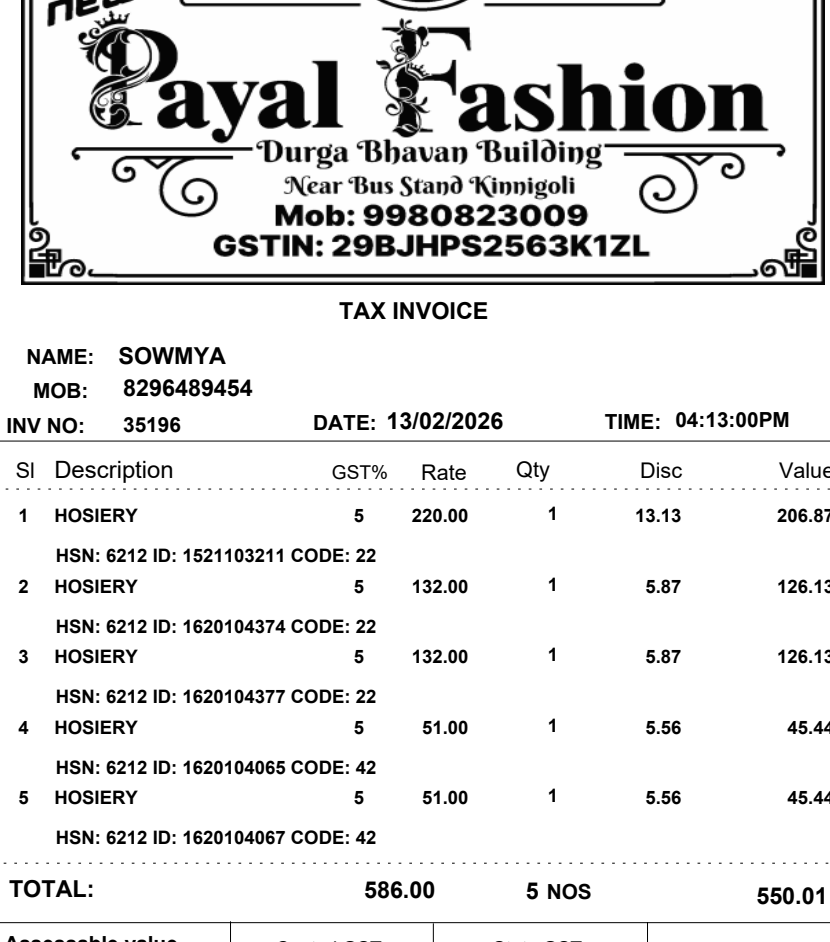 new
Payal Fashion
Durga Bhavan Building
Near Bus Stand Kinnigoli
Mob: 9980823009
GSTIN: 29BJHPS2563K1ZL
TAX INVOICE
NAME: SOWMYA
MOB: 8296489454
INV NO: 35196 DATE: 13/02/2026 TIME: 04:13:00PM
Sl Description GST% Rate Qty Disc Value
1 HOSIERY 5 220.00 1 13.13 206.87
HSN: 6212 ID: 1521103211 CODE: 22
2 HOSIERY 5 132.00 1 5.87 126.13
HSN: 6212 ID: 1620104374 CODE: 22
3 HOSIERY 5 132.00 1 5.87 126.13
HSN: 6212 ID: 1620104377 CODE: 22
4 HOSIERY 5 51.00 1 5.56 45.44
HSN: 6212 ID: 1620104065 CODE: 42
5 HOSIERY 5 51.00 1 5.56 45.44
HSN: 6212 ID: 1620104067 CODE: 42
TOTAL: 586.00 5 NOS 550.01